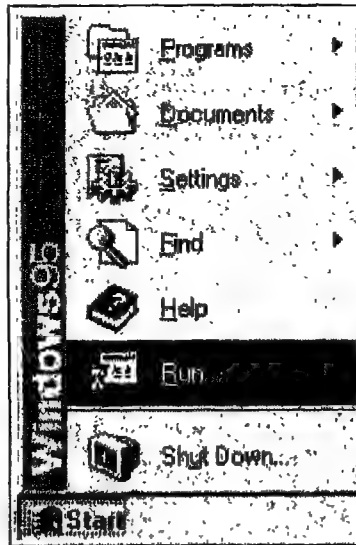 Programs
Documents
Settings
Find
Help
Run...
Shut Down...
Windows95
Start